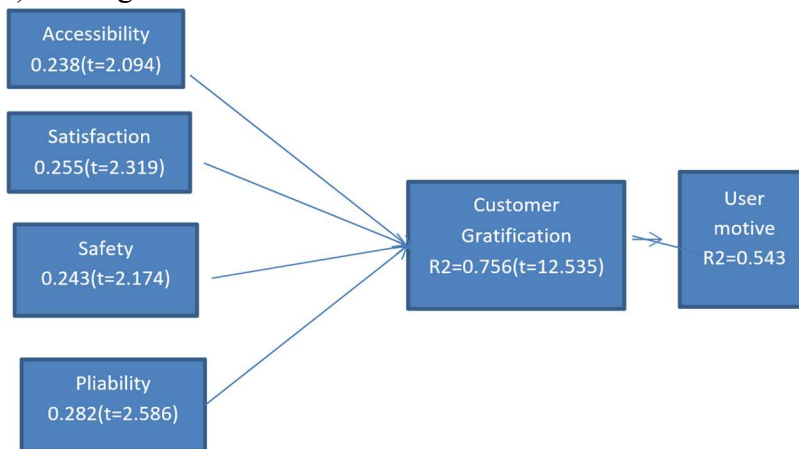 Accessibility
0.238(t=2.094)
Satisfaction
0.255(t=2.319)
Safety
0.243(t=2.174)
Pliability
0.282(t=2.586)
Customer
Gratification
R2=0.756(t=12.535)
User
motive
R2=0.543